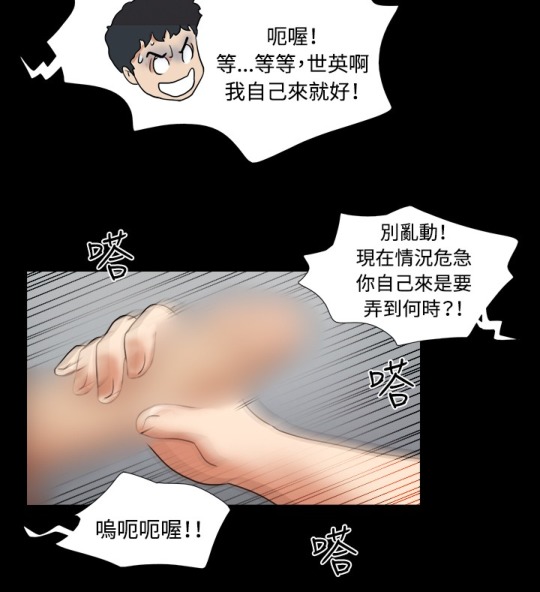 呃喔！
等…等等，世英啊
我自己來就好！
嗒
別亂動！
現在情況危急
你自己來是要
弄到何時？！
嗒
嗚呃呃喔！！
嗒